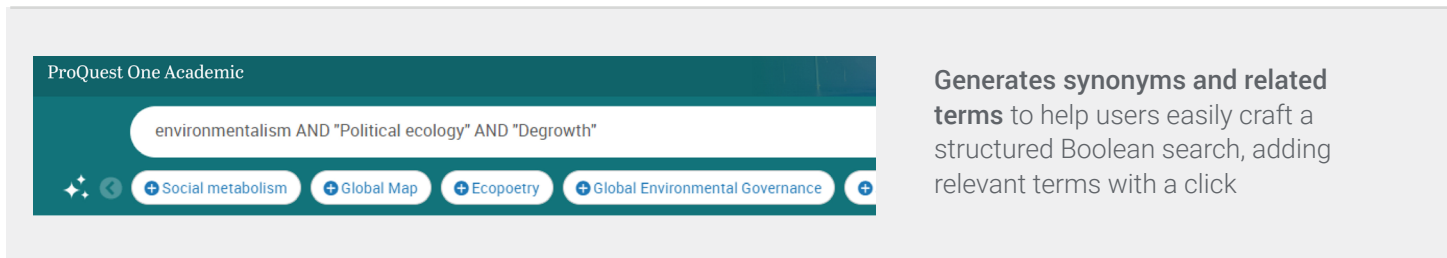 ProQuest One Academic
environmentalism AND "Political ecology" AND "Degrowth"
Social metabolism Global Map Ecopoetry Global Environmental Governance
Generates synonyms and related
terms to help users easily craft a
structured Boolean search, adding
relevant terms with a click